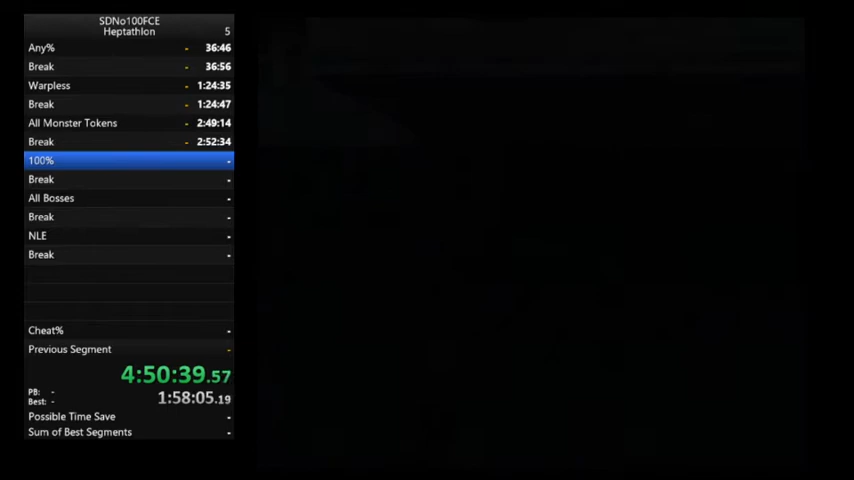 SDNo100FCE
Heptathlon 5
Any% - 36:46
Break - 36:56
Warpless - 1:24:35
Break - 1:24:47
All Monster Tokens - 2:49:14
Break - 2:52:34
100% -
Break -
All Bosses -
Break -
NLE -
Break -
Cheat% -
Previous Segment -
4:50:39.57
PB: -
Best: - 1:58:05.19
Possible Time Save -
Sum of Best Segments -